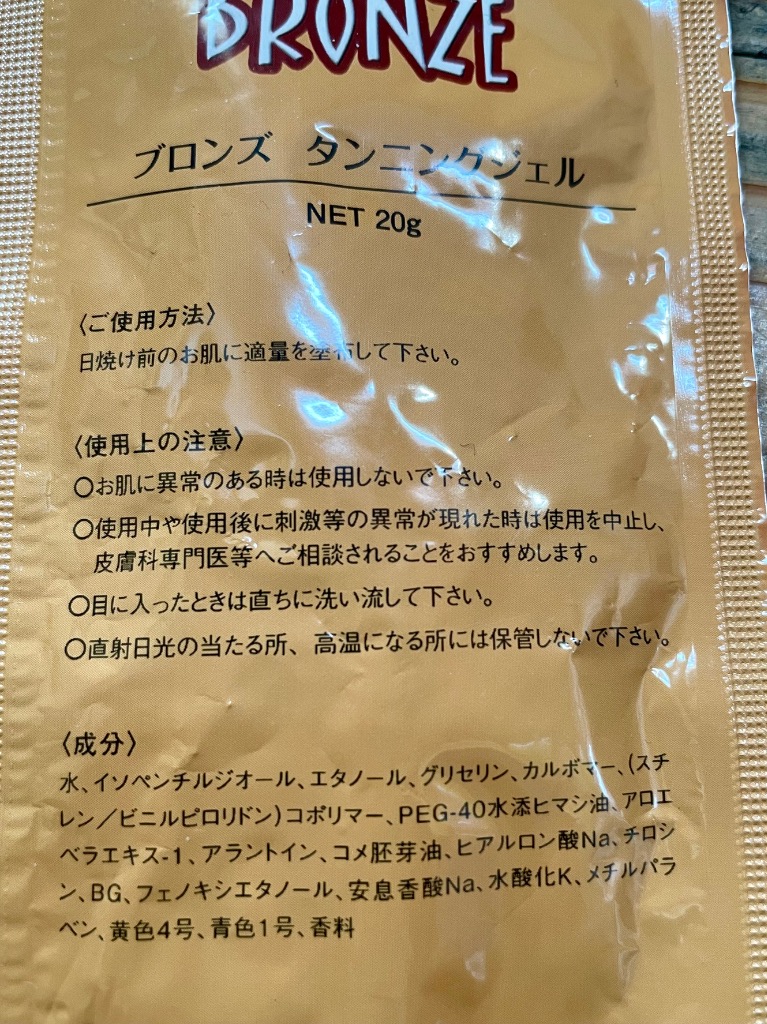 BRONZE
ブロンズ タンニングジェル
NET 20g
〈ご使用方法〉
日焼け前のお肌に適量を塗布して下さい。
〈使用上の注意〉
○お肌に異常のある時は使用しないで下さい。
○使用中や使用後に刺激等の異常が現れた時は使用を中止し、
皮膚科専門医等へご相談されることをおすすめします。
○目に入ったときは直ちに洗い流して下さい。
○直射日光の当たる所、高温になる所には保管しないで下さい。
〈成分〉
水、イソペンチルジオール、エタノール、グリセリン、カルボマー、(スチ
レン／ビニルピロリドン)コポリマー、PEG-40水添ヒマシ油、アロエ
ベラエキス-1、アラントイン、コメ胚芽油、ヒアルロン酸Na、チロシ
ン、BG、フェノキシエタノール、安息香酸Na、水酸化K、メチルパラ
ベン、黄色4号、青色1号、香料